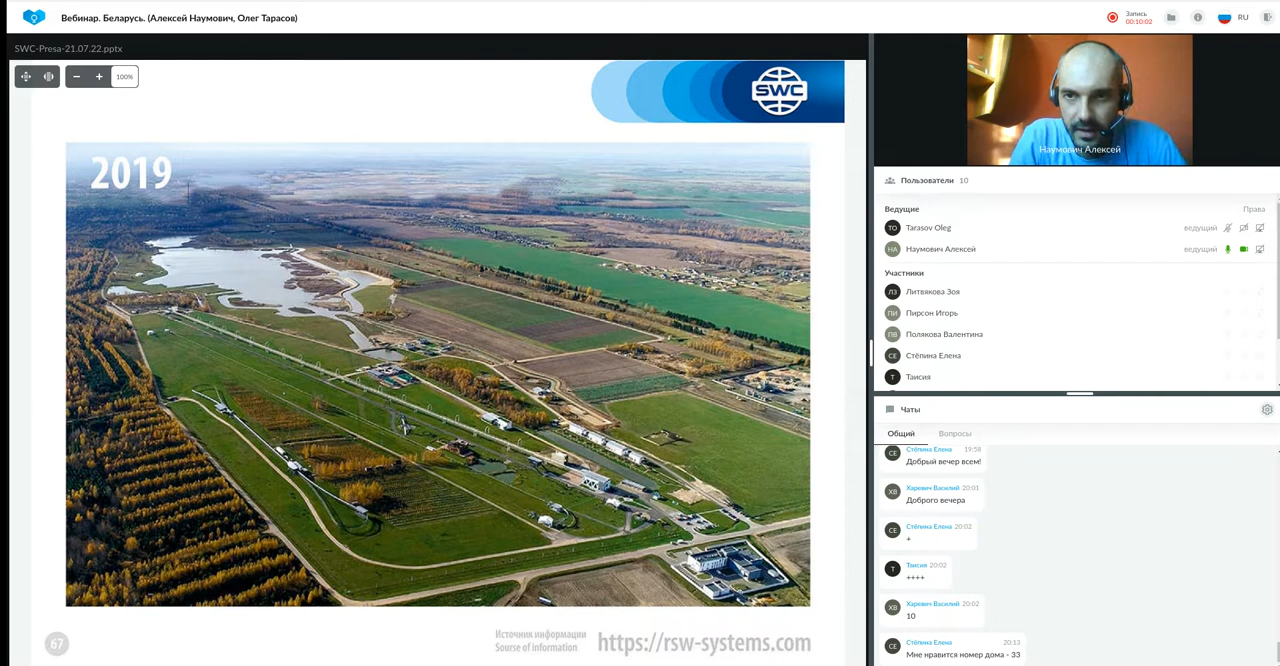 Вебинар. Беларусь. (Алексей Наумович, Олег Тарасов)
Запись
00:10:02
RU
SWC-Presa-21.07.22.pptx
100%
SWC
2019
67
Источник информации
Sourse of information
https://rsw-systems.com
Наумович Алексей
Пользователи 10
Ведущие
Права
TO Tarasov Oleg
ведущий
НА Наумович Алексей
ведущий
Участники
ЛЗ Литвякова Зоя
ПИ Пирсон Игорь
ПВ Полякова Валентина
СЕ Стёпина Елена
Т Таисия
Чаты
Общий
Вопросы
СЕ Стёпина Елена 19:58
Добрый вечер всем!
ХВ Харевич Василий 20:01
Доброго вечера
СЕ Стёпина Елена 20:02
+
Т Таисия 20:02
++++
ХВ Харевич Василий 20:02
10
СЕ Стёпина Елена 20:13
Мне нравится номер дома - 33